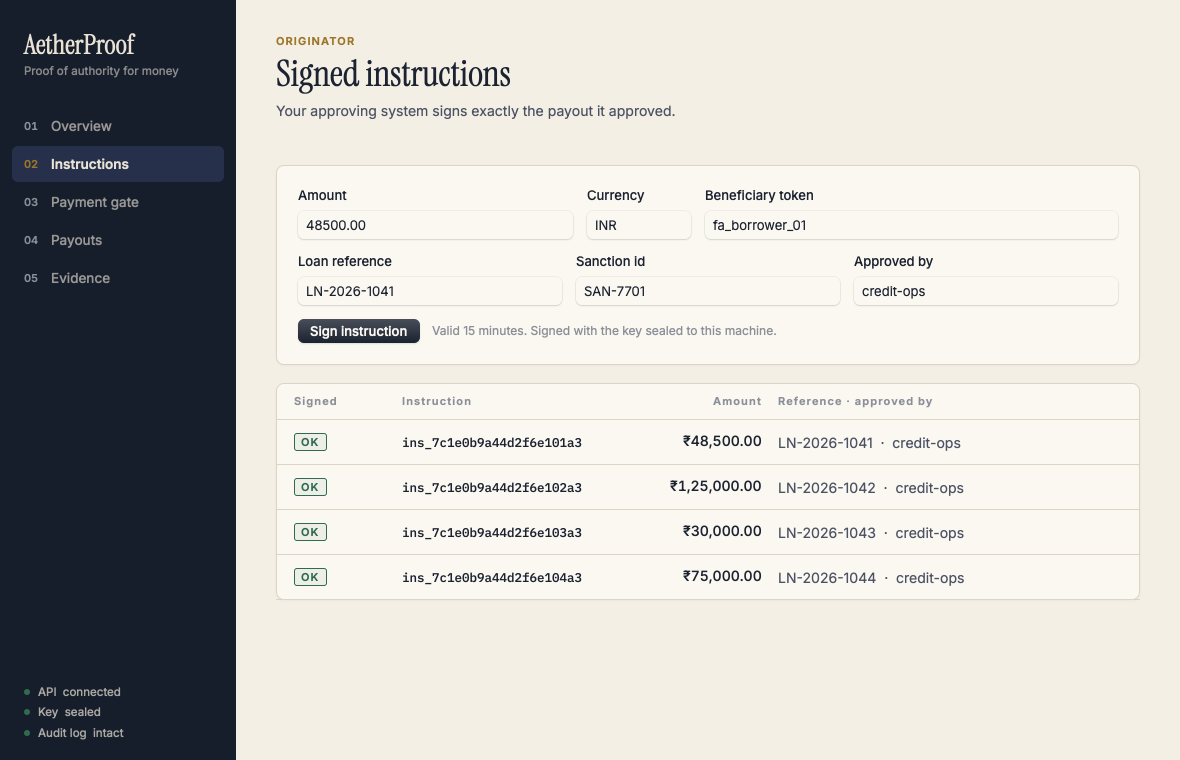 AetherProof
Proof of authority for money
01 Overview
02 Instructions
03 Payment gate
04 Payouts
05 Evidence
API connected
Key sealed
Audit log intact
ORIGINATOR
Signed instructions
Your approving system signs exactly the payout it approved.
Amount Currency Beneficiary token
48500.00 INR fa_borrower_01
Loan reference Sanction id Approved by
LN-2026-1041 SAN-7701 credit-ops
Sign instruction Valid 15 minutes. Signed with the key sealed to this machine.
Signed Instruction Amount Reference · approved by
OK ins_7c1e0b9a44d2f6e101a3 ₹48,500.00 LN-2026-1041 · credit-ops
OK ins_7c1e0b9a44d2f6e102a3 ₹1,25,000.00 LN-2026-1042 · credit-ops
OK ins_7c1e0b9a44d2f6e103a3 ₹30,000.00 LN-2026-1043 · credit-ops
OK ins_7c1e0b9a44d2f6e104a3 ₹75,000.00 LN-2026-1044 · credit-ops